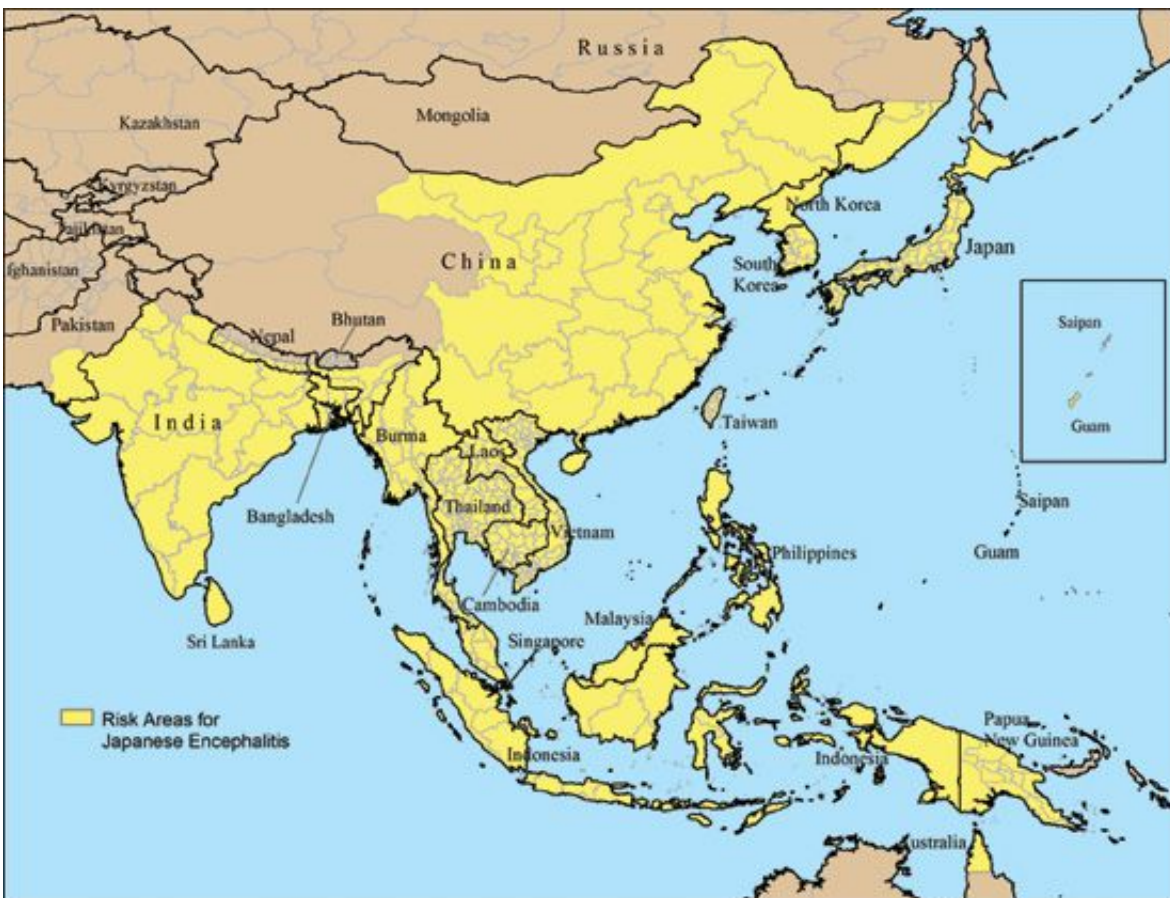 Russia
Kazakhstan
Mongolia
Kyrgyzstan
Tajikistan
North Korea
Afghanistan
China
South
Korea
Japan
Pakistan
Nepal
Bhutan
Saipan
India
Burma
Taiwan
Guam
Laos
Bangladesh
Thailand
Vietnam
Saipan
Guam
Philippines
Cambodia
Sri Lanka
Singapore
Malaysia
Risk Areas for
Japanese Encephalitis
Indonesia
Indonesia
Papua
New Guinea
Australia